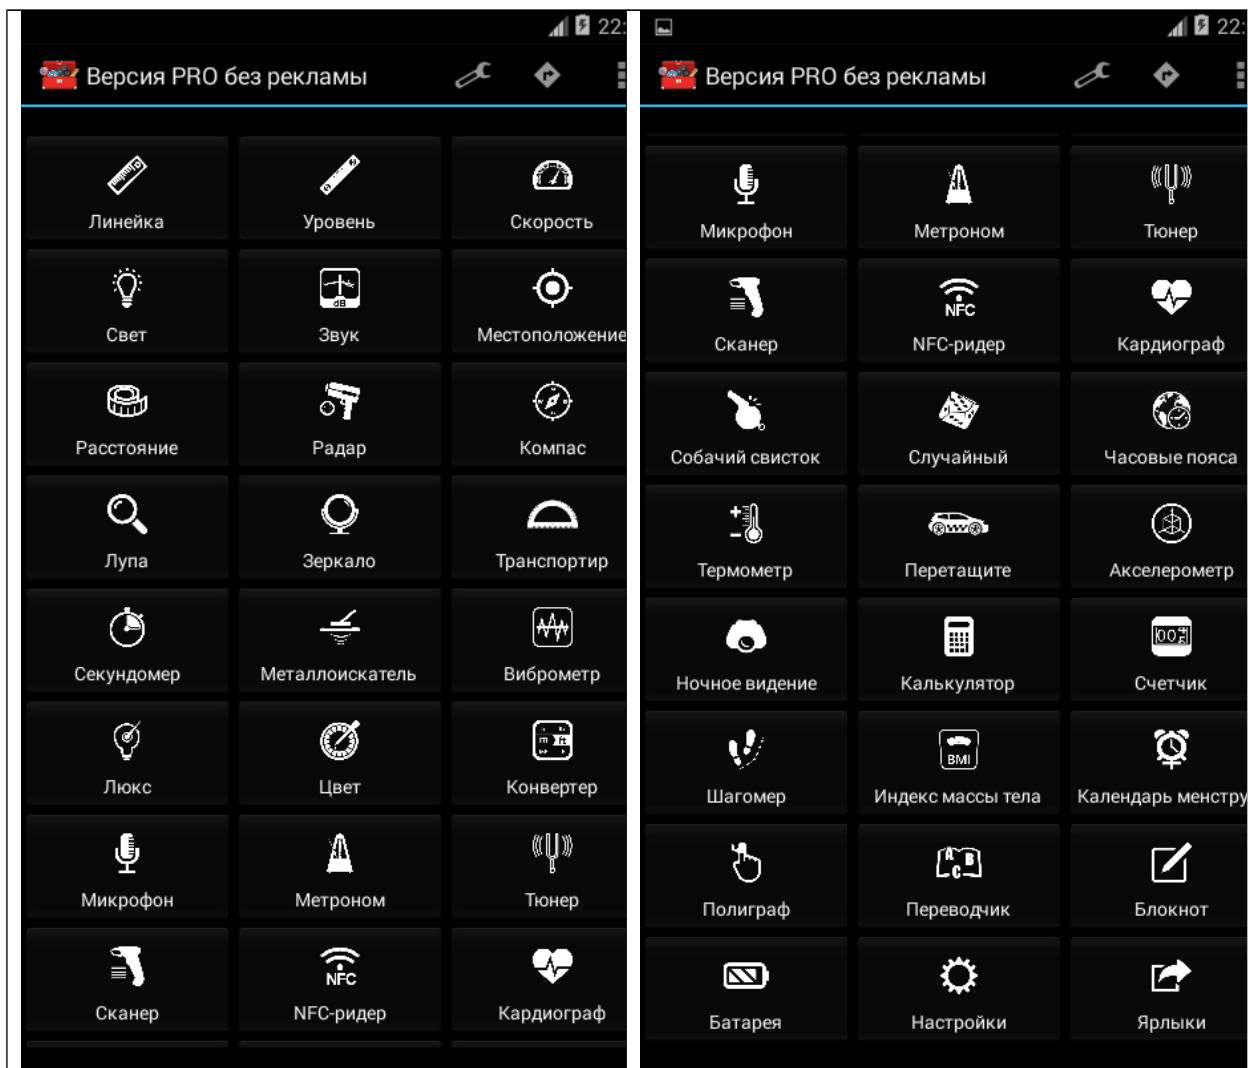 22:
Версия PRO без рекламы
Линейка
Уровень
Скорость
Свет
dB
Звук
Местоположение
Расстояние
Радар
Компас
Лупа
Зеркало
Транспортир
Секундомер
Металлоискатель
Виброметр
Люкс
Цвет
m ft
Конвертер
Микрофон
Метроном
Тюнер
Сканер
NFC
NFC-ридер
Кардиограф
22:
Версия PRO без рекламы
Микрофон
Метроном
Тюнер
Сканер
NFC
NFC-ридер
Кардиограф
Собачий свисток
Случайный
Часовые пояса
Термометр
Перетащите
Акселерометр
Ночное видение
Калькулятор
Счетчик
Шагомер
BMI
Индекс массы тела
Календарь менстру
Полиграф
A B
C
Переводчик
Блокнот
Батарея
Настройки
Ярлыки